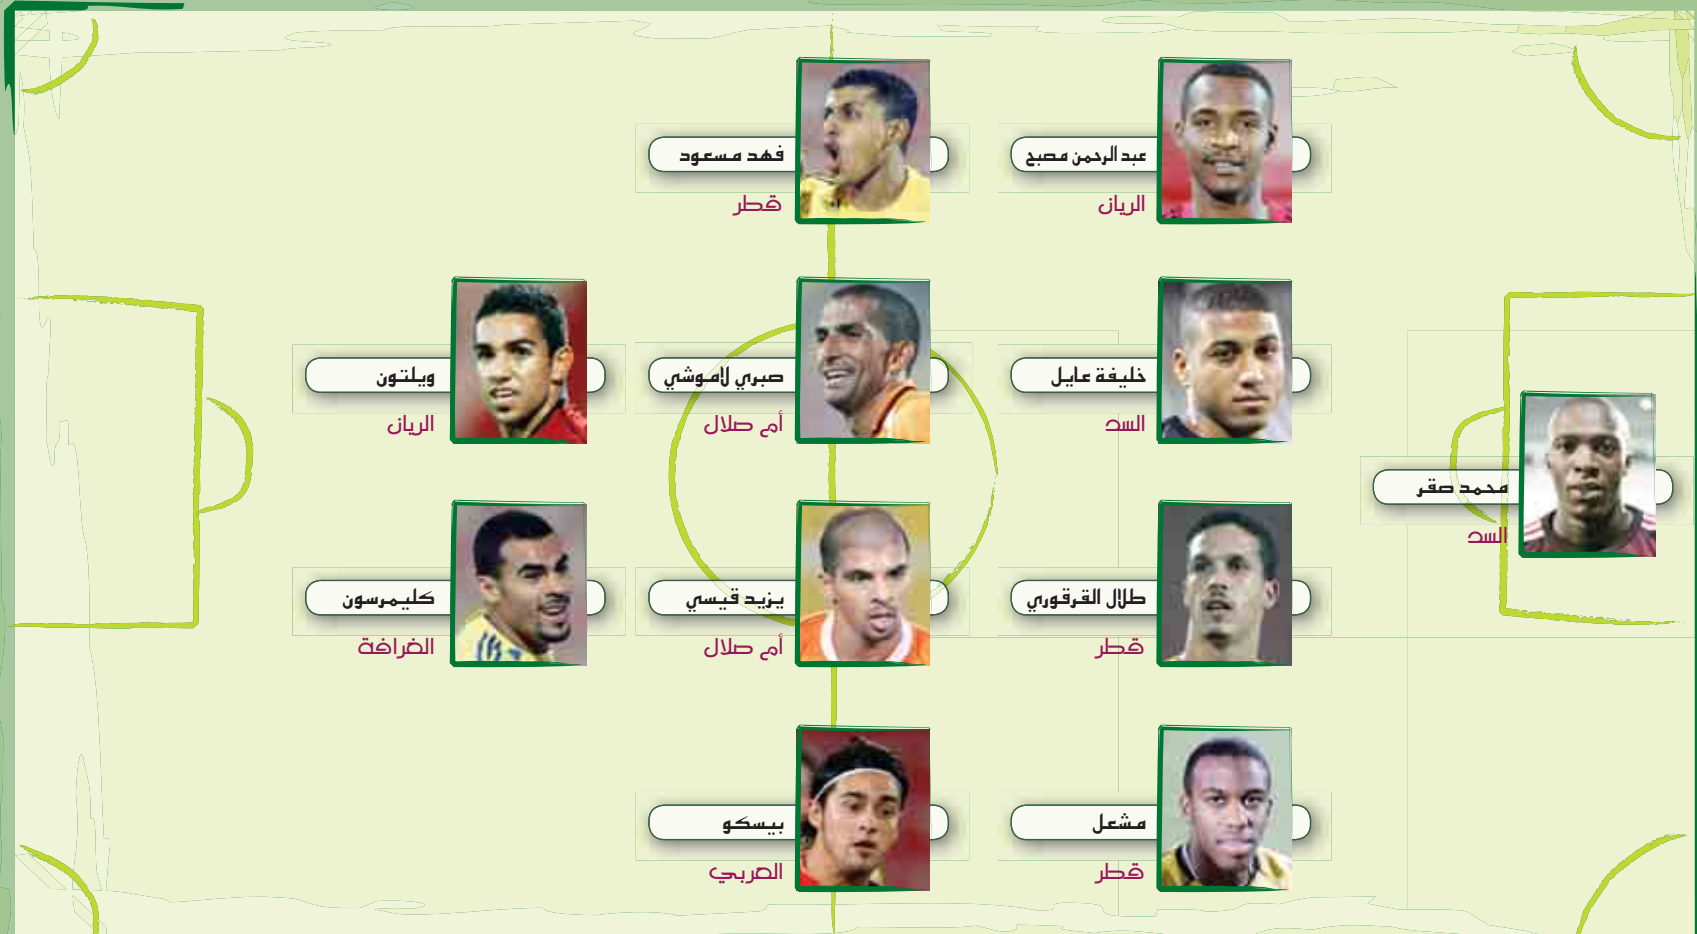 فهد مسعود
قطر
عبد الرحمن مصبح
الريان
ويلتون
الريان
صبري لاموشي
أم صلال
خليفة عايل
السد
محمد صقر
السد
كليمرسون
الغرافة
يزيد قيسي
أم صلال
طلال القرقوري
قطر
بيسكو
العربي
مشعل
قطر